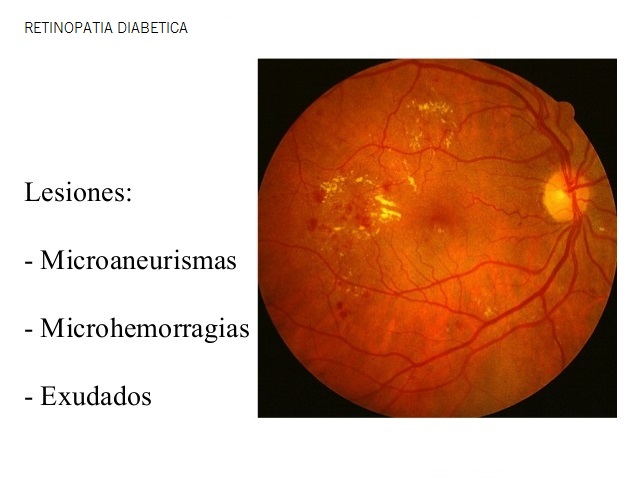 RETINOPATIA DIABETICA
Lesiones:
- Microaneurismas
- Microhemorragias
- Exudados